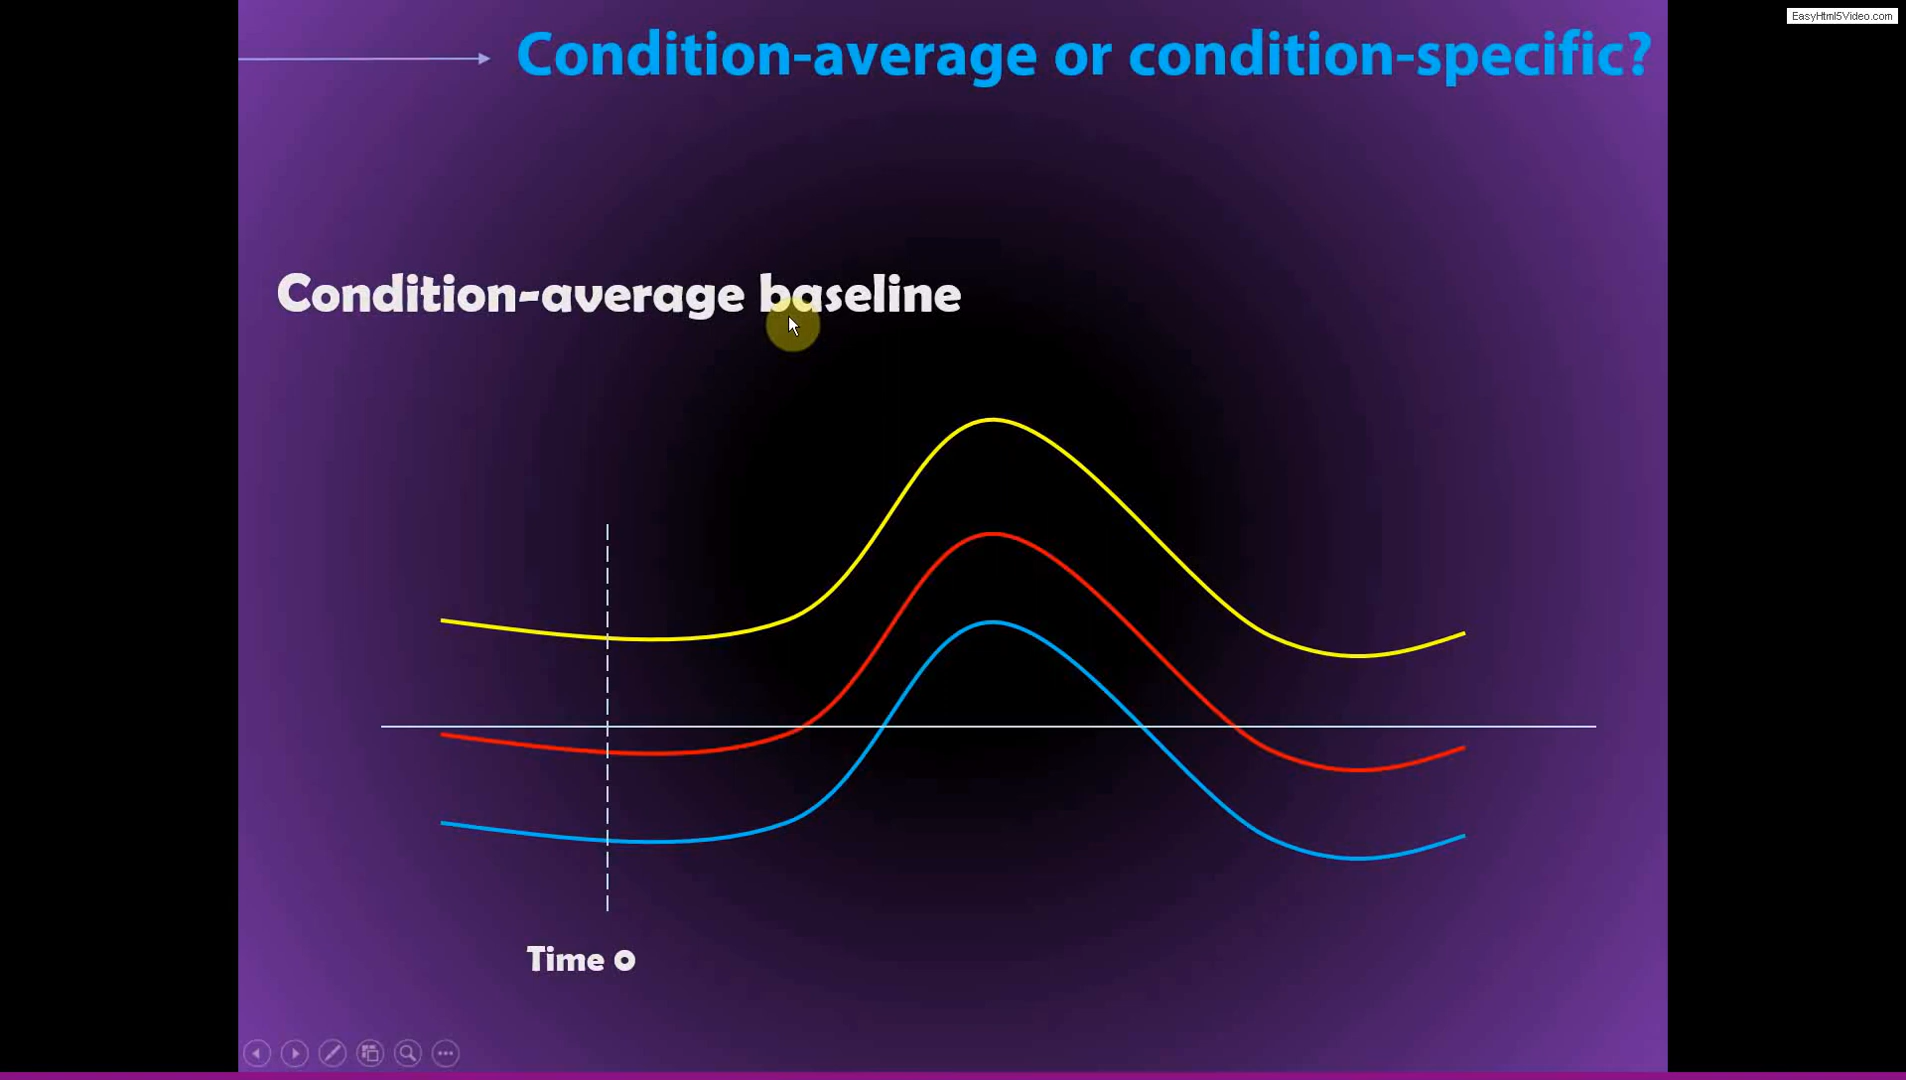 EasyHtml5Video.com
Condition-average or condition-specific?
Condition-average baseline
Time 0